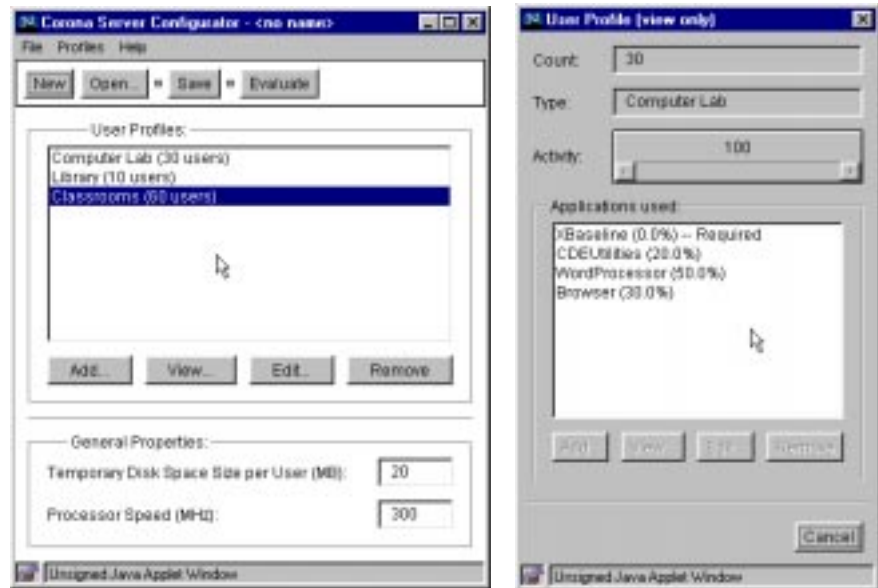 Corona Server Configurator - <no name>
File Profiles Help
New Open... Save Evaluate
User Profiles:
Computer Lab (30 users)
Library (10 users)
Classrooms (60 users)
Add... View... Edit... Remove
General Properties:
Temporary Disk Space Size per User (MB): 20
Processor Speed (MHz): 300
Unsigned Java Applet Window
User Profile (view only)
Count: 30
Type: Computer Lab
Activity: 100
Applications used:
XBaseline (0.0%) -- Required
CDEUtilities (20.0%)
WordProcessor (50.0%)
Browser (30.0%)
Add... View... Edit... Remove
Cancel
Unsigned Java Applet Window